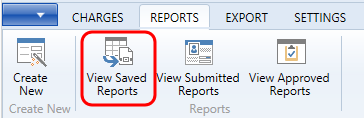 CHARGES REPORTS EXPORT SETTINGS
Create View Saved View Submitted View Approved
New Reports Reports Reports
Create New Reports